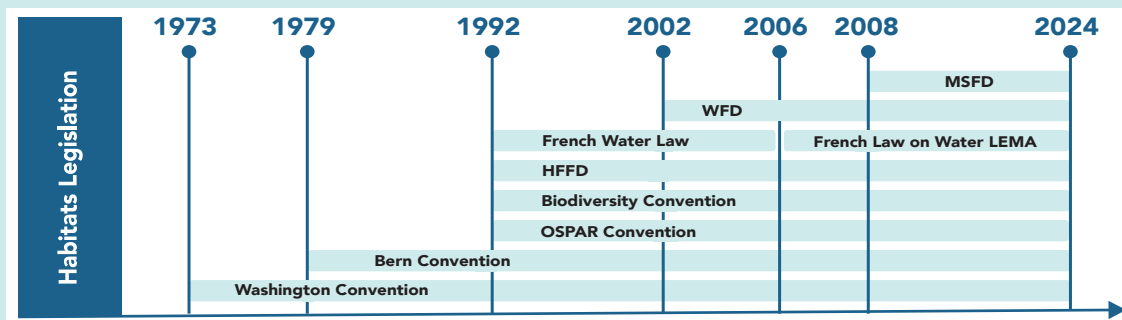 1973 1979 1992 2002 2006 2008 2024
Habitats Legislation
MSFD
WFD
French Water Law French Law on Water LEMA
HFFD
Biodiversity Convention
OSPAR Convention
Bern Convention
Washington Convention